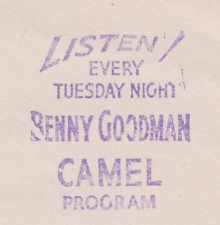 LISTEN!
EVERY
TUESDAY NIGHT
BENNY GOODMAN
CAMEL
PROGRAM